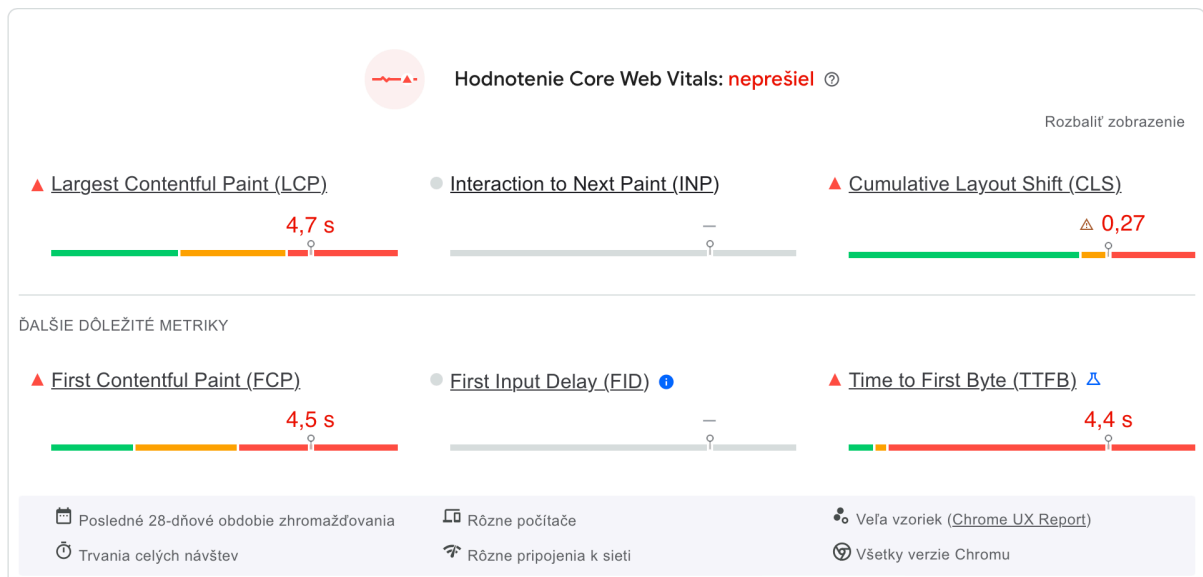 Hodnotenie Core Web Vitals: neprešiel
Rozbaliť zobrazenie
Largest Contentful Paint (LCP)
4,7 s
Interaction to Next Paint (INP)
—
Cumulative Layout Shift (CLS)
0,27
ĎALŠIE DÔLEŽITÉ METRIKY
First Contentful Paint (FCP)
4,5 s
First Input Delay (FID)
—
Time to First Byte (TTFB)
4,4 s
Posledné 28-dňové obdobie zhromažďovania
Rôzne počítače
Veľa vzoriek (Chrome UX Report)
Trvania celých návštev
Rôzne pripojenia k sieti
Všetky verzie Chromu